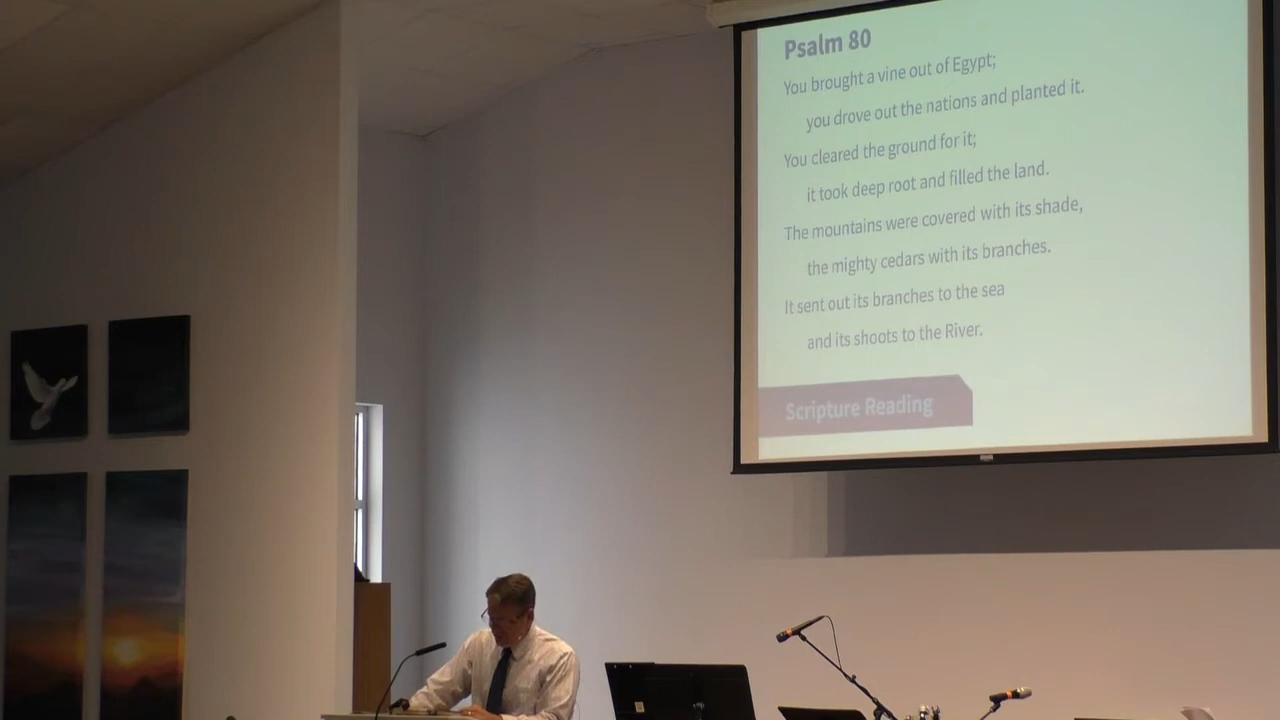 Psalm 80
You brought a vine out of Egypt;
you drove out the nations and planted it.
You cleared the ground for it;
it took deep root and filled the land.
The mountains were covered with its shade,
the mighty cedars with its branches.
It sent out its branches to the sea
and its shoots to the River.
Scripture Reading